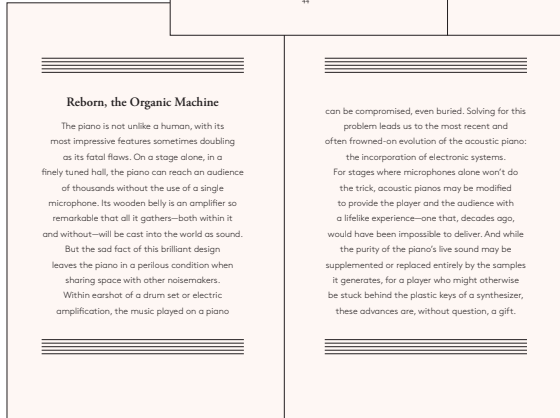 44
Reborn, the Organic Machine
The piano is not unlike a human, with its
most impressive features sometimes doubling
as its fatal flaws. On a stage alone, in a
finely tuned hall, the piano can reach an audience
of thousands without the use of a single
microphone. Its wooden belly is an amplifier so
remarkable that all it gathers—both within it
and without—will be cast into the world as sound.
But the sad fact of this brilliant design
leaves the piano in a perilous condition when
sharing space with other noisemakers.
Within earshot of a drum set or electric
amplification, the music played on a piano
can be compromised, even buried. Solving for this
problem leads us to the most recent and
often frowned-on evolution of the acoustic piano:
the incorporation of electronic systems.
For stages where microphones alone won’t do
the trick, acoustic pianos may be modified
to provide the player and the audience with
a lifelike experience—one that, decades ago,
would have been impossible to deliver. And while
the purity of the piano’s live sound may be
supplemented or replaced entirely by the samples
it generates, for a player who might otherwise
be stuck behind the plastic keys of a synthesizer,
these advances are, without question, a gift.